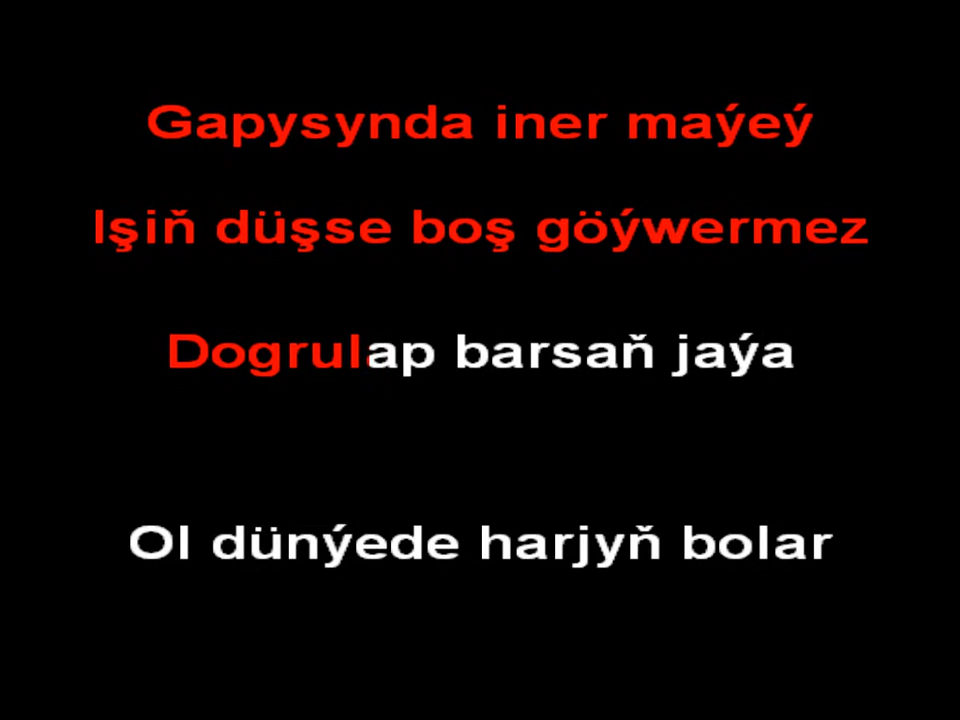 Gapysynda iner maýeý
Işiň düşse boş göýwermez
Dogrulap barsaň jaýa
Ol dünýede harjyň bolar